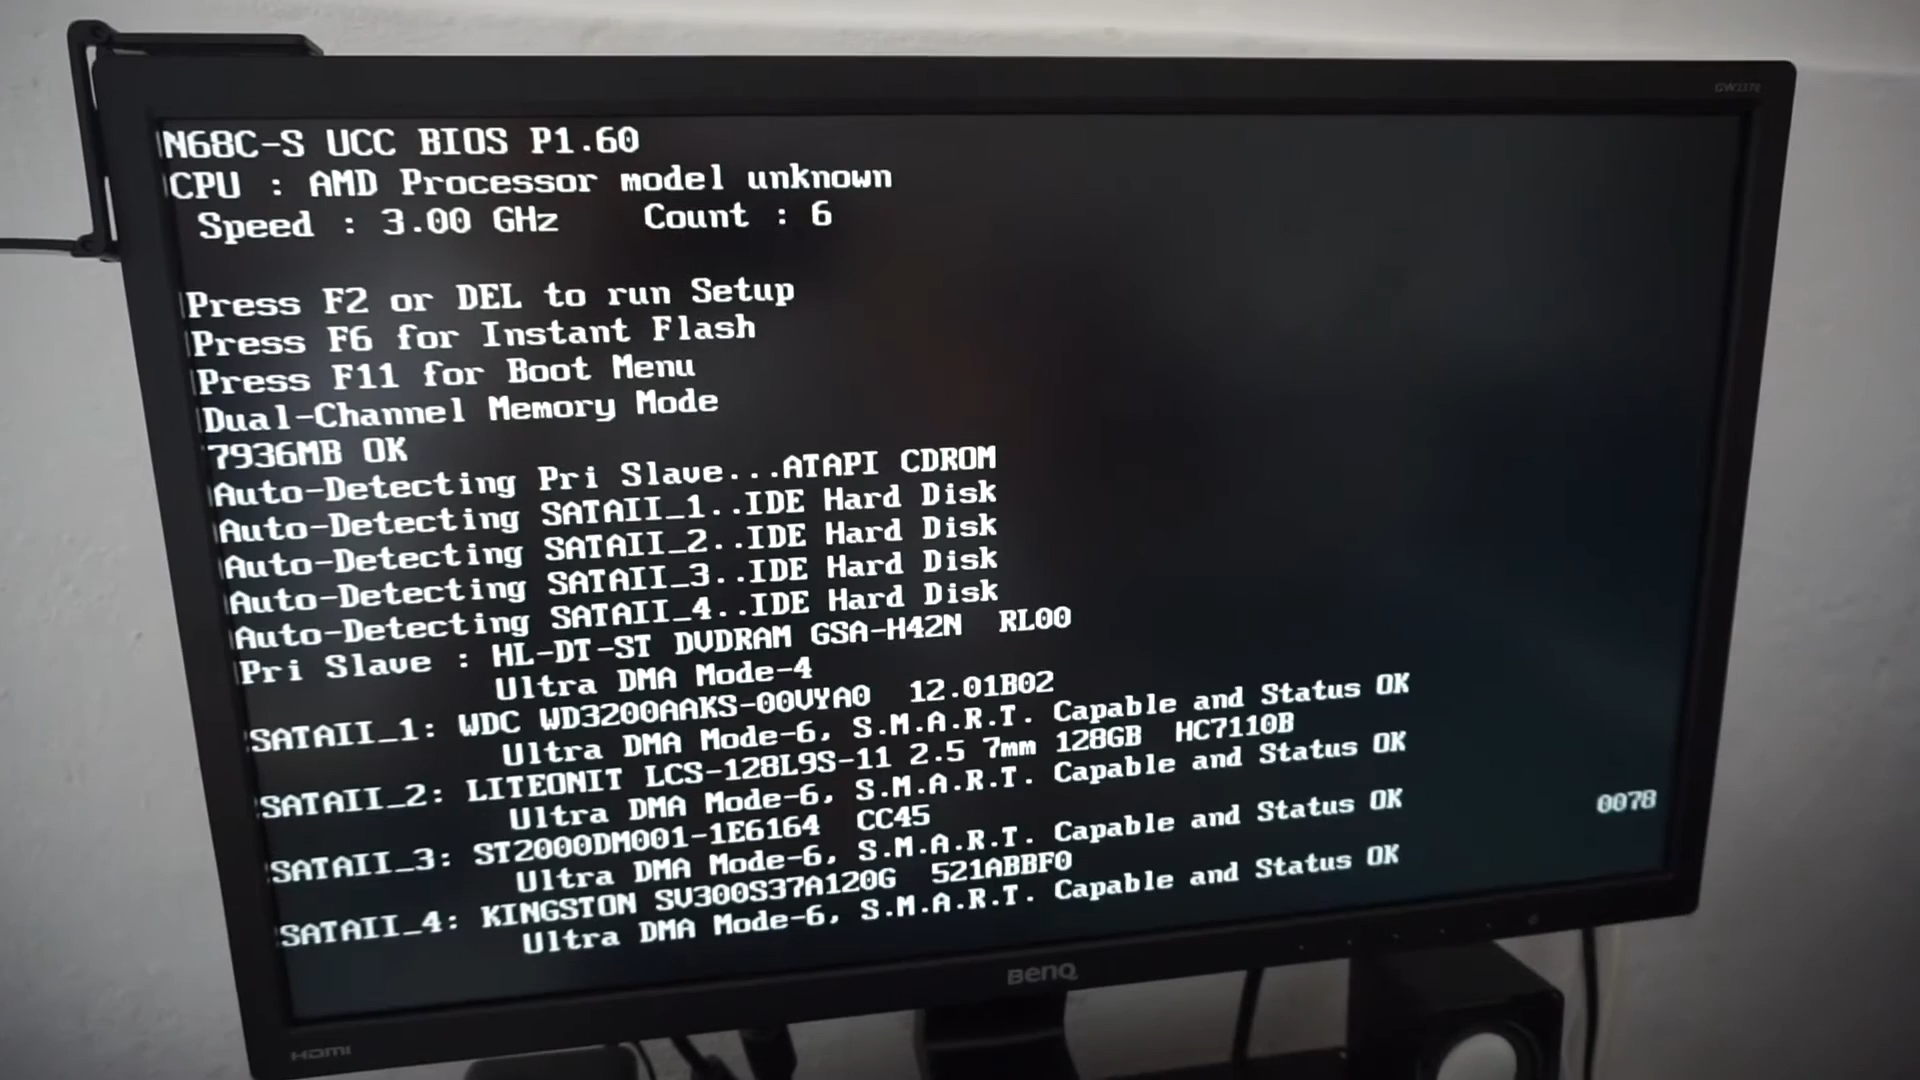 GW2270
N68C-S UCC BIOS P1.60
CPU : AMD Processor model unknown
Speed : 3.00 GHz Count : 6
Press F2 or DEL to run Setup
Press F6 for Instant Flash
Press F11 for Boot Menu
Dual-Channel Memory Mode
7936MB OK
Auto-Detecting Pri Slave...ATAPI CDROM
Auto-Detecting SATAII_1..IDE Hard Disk
Auto-Detecting SATAII_2..IDE Hard Disk
Auto-Detecting SATAII_3..IDE Hard Disk
Auto-Detecting SATAII_4..IDE Hard Disk
Pri Slave : HL-DT-ST DVDRAM GSA-H42N RL00
Ultra DMA Mode-4
SATAII_1: WDC WD3200AAKS-00VYA0 12.01B02
Ultra DMA Mode-6, S.M.A.R.T. Capable and Status OK
SATAII_2: LITEONIT LCS-128L9S-11 2.5 7mm 128GB HC7110B
Ultra DMA Mode-6, S.M.A.R.T. Capable and Status OK
SATAII_3: ST2000DM001-1E6164 CC45
Ultra DMA Mode-6, S.M.A.R.T. Capable and Status OK
SATAII_4: KINGSTON SV300S37A120G 521ABBF0
Ultra DMA Mode-6, S.M.A.R.T. Capable and Status OK
0078
BenQ
HDMI